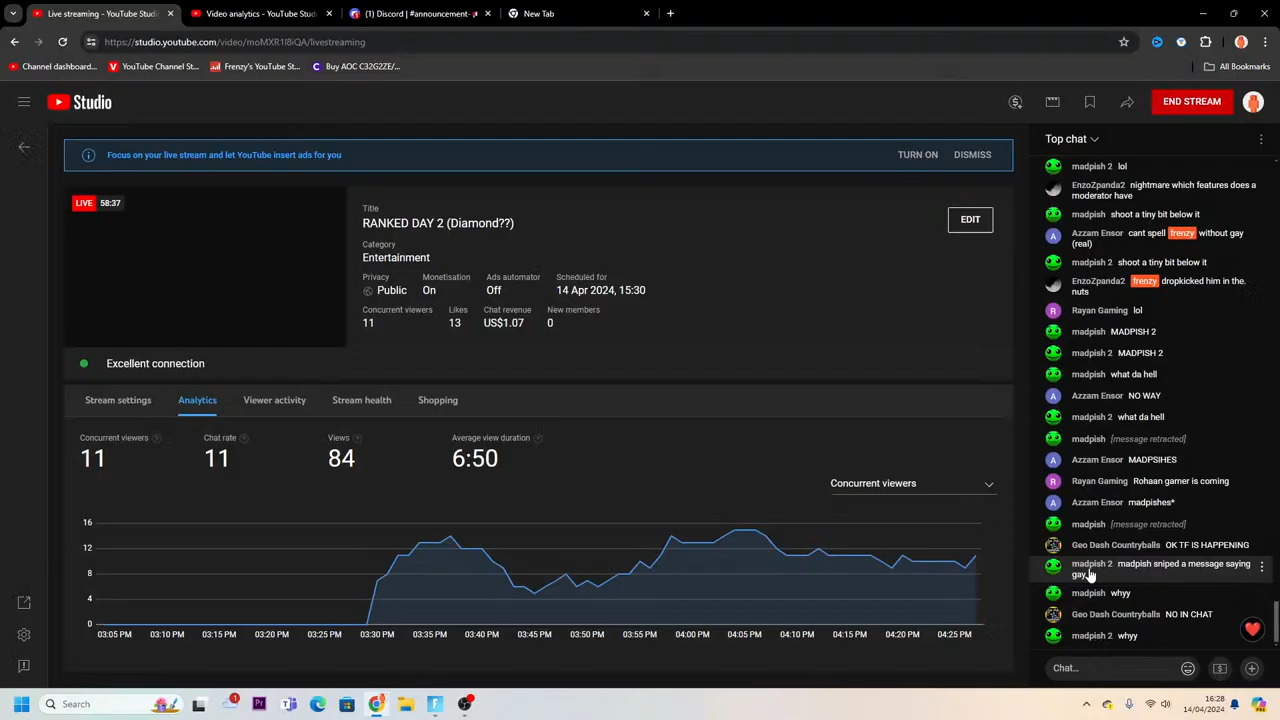 Live streaming - YouTube Studio
Video analytics - YouTube Studio
(1) Discord | #announcement-
New Tab
https://studio.youtube.com/video/moMXR1I8iQA/livestreaming
Channel dashboard...
YouTube Channel St...
Frenzy's YouTube St...
Buy AOC C32G2ZE/...
All Bookmarks
Studio
END STREAM
Focus on your live stream and let YouTube insert ads for you
TURN ON
DISMISS
LIVE 58:37
Title
RANKED DAY 2 (Diamond??)
EDIT
Category
Entertainment
Privacy Monetisation Ads automator Scheduled for
Public On Off 14 Apr 2024, 15:30
Concurrent viewers Likes Chat revenue New members
11 13 US$1.07 0
Excellent connection
Stream settings Analytics Viewer activity Stream health Shopping
Concurrent viewers Chat rate Views Average view duration
11 11 84 6:50
Concurrent viewers
16
12
8
4
0
03:05 PM 03:10 PM 03:15 PM 03:20 PM 03:25 PM 03:30 PM 03:35 PM 03:40 PM 03:45 PM 03:50 PM 03:55 PM 04:00 PM 04:05 PM 04:10 PM 04:15 PM 04:20 PM 04:25 PM
Top chat
madpish 2 lol
EnzoZpanda2 nightmare which features does a
moderator have
madpish shoot a tiny bit below it
A Azzam Ensor cant spell frenzy without gay
(real)
madpish 2 shoot a tiny bit below it
EnzoZpanda2 frenzy dropkicked him in the.
nuts
R Rayan Gaming lol
madpish MADPISH 2
madpish 2 MADPISH 2
madpish what da hell
A Azzam Ensor NO WAY
madpish 2 what da hell
madpish [message retracted]
A Azzam Ensor MADPSIHES
R Rayan Gaming Rohaan gamer is coming
A Azzam Ensor madpishes*
madpish [message retracted]
Geo Dash Countryballs OK TF IS HAPPENING
madpish 2 madpish sniped a message saying
gay
madpish whyy
Geo Dash Countryballs NO IN CHAT
madpish 2 whyy
Chat...
Search
1
16:28
14/04/2024